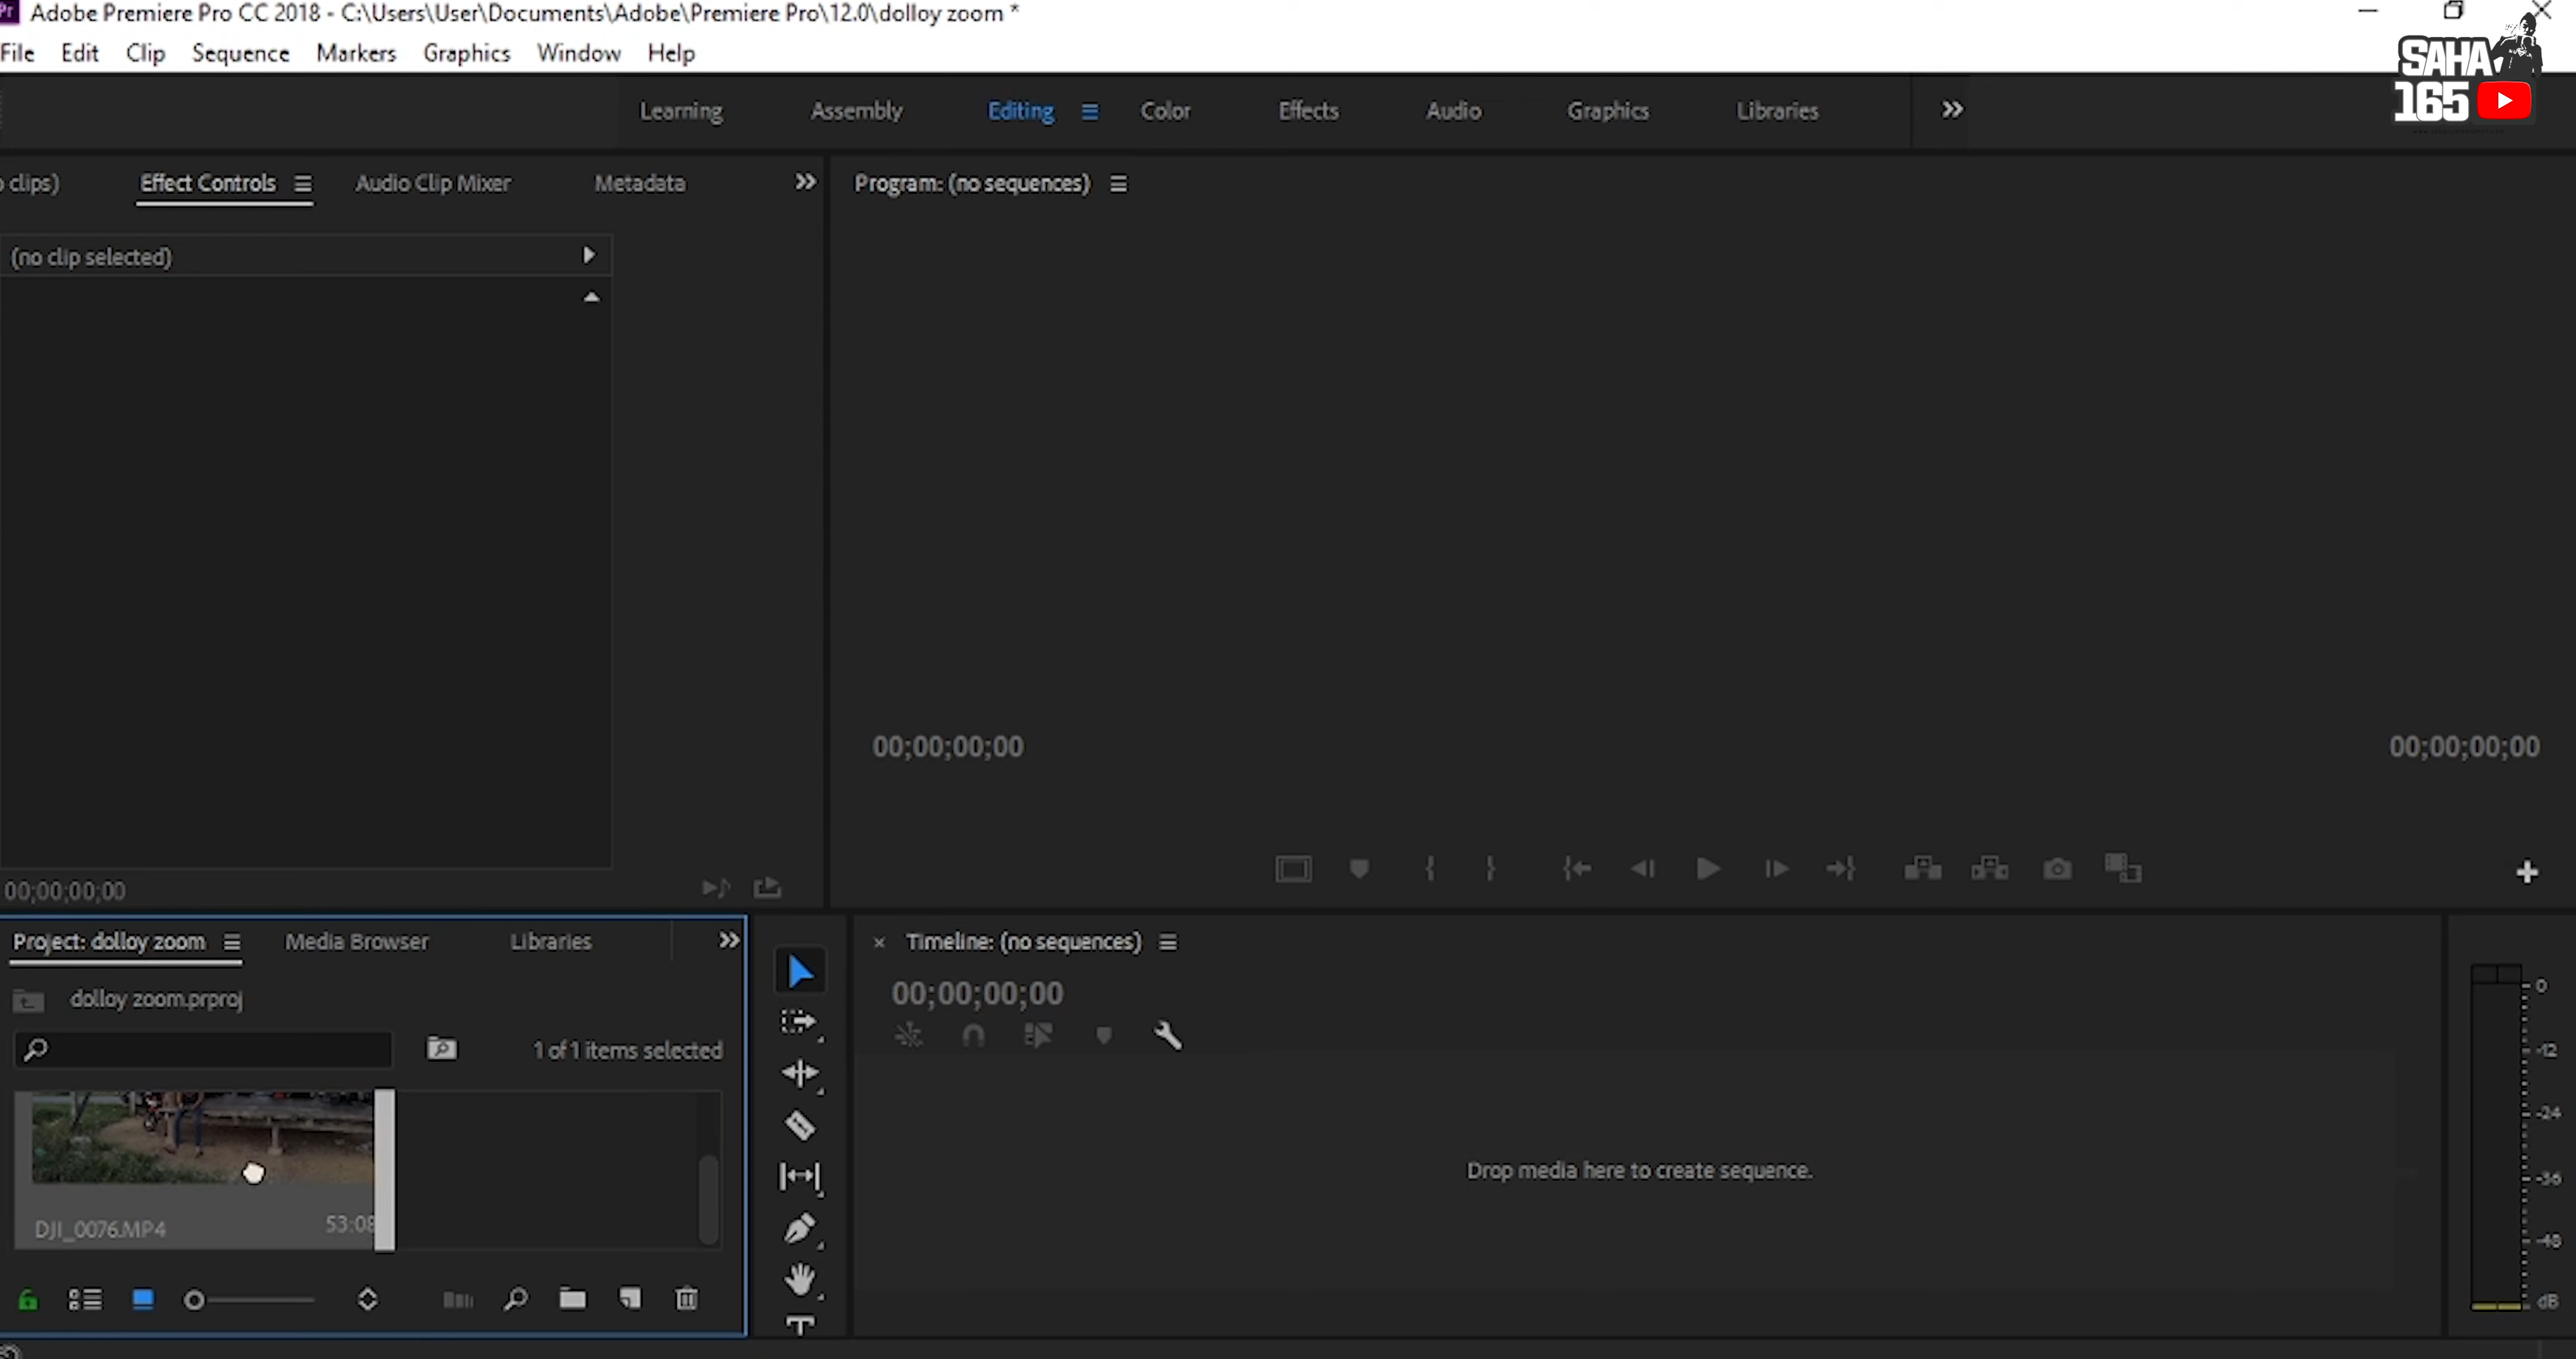 Adobe Premiere Pro CC 2018 - C:\Users\User\Documents\Adobe\Premiere Pro\12.0\dolloy zoom *
File Edit Clip Sequence Markers Graphics Window Help
SAHA
165
Learning Assembly Editing Color Effects Audio Graphics Libraries
clips) Effect Controls Audio Clip Mixer Metadata
Program: (no sequences)
(no clip selected)
00;00;00;00 00;00;00;00
00;00;00;00
Project: dolloy zoom Media Browser Libraries
Timeline: (no sequences)
dolloy zoom.prproj
00;00;00;00
1 of 1 items selected
Drop media here to create sequence.
DJI_0076.MP4 53:08
0
-12
-24
-36
-48
dB